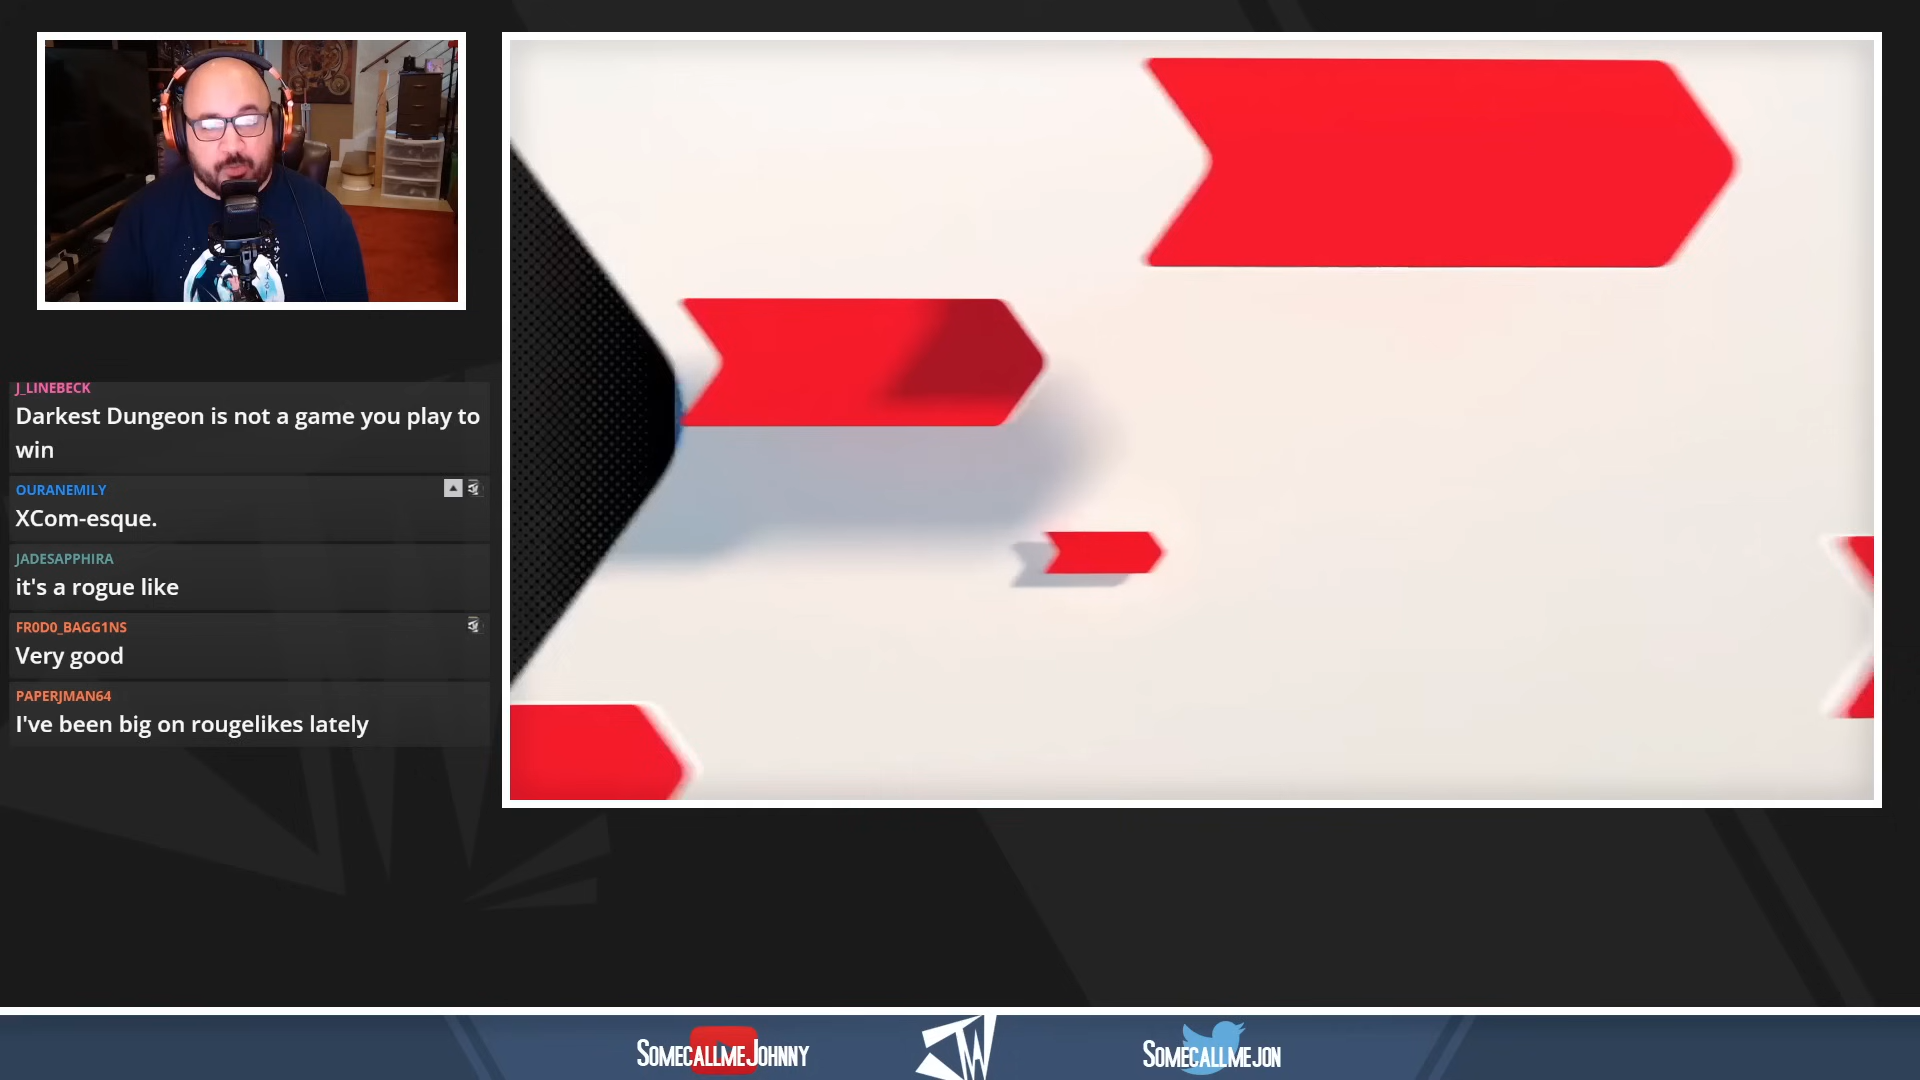 J_LINEBECK
Darkest Dungeon is not a game you play to
win
OURANEMILY
XCom-esque.
JADESAPPHIRA
it's a rogue like
FR0D0_BAGG1NS
Very good
PAPERJMAN64
I've been big on rougelikes lately
SOMECALLMEJOHNNY
SOMECALLMEJON